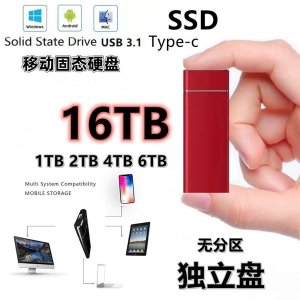 Windows
Android
MAC
SSD
Solid State Drive USB 3.1 Type-c
移动固态硬盘
16TB
1TB 2TB 4TB 6TB
Multi System Compatibility
MOBILE STORAGE
无分区
独立盘